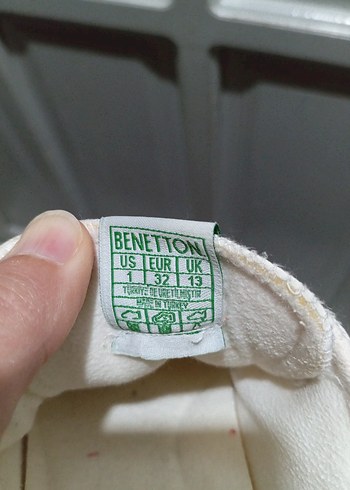 BENETTON
US EUR UK
1 32 13
TÜRKİYE'DE ÜRETİLMİŞTİR
MADE IN TURKEY